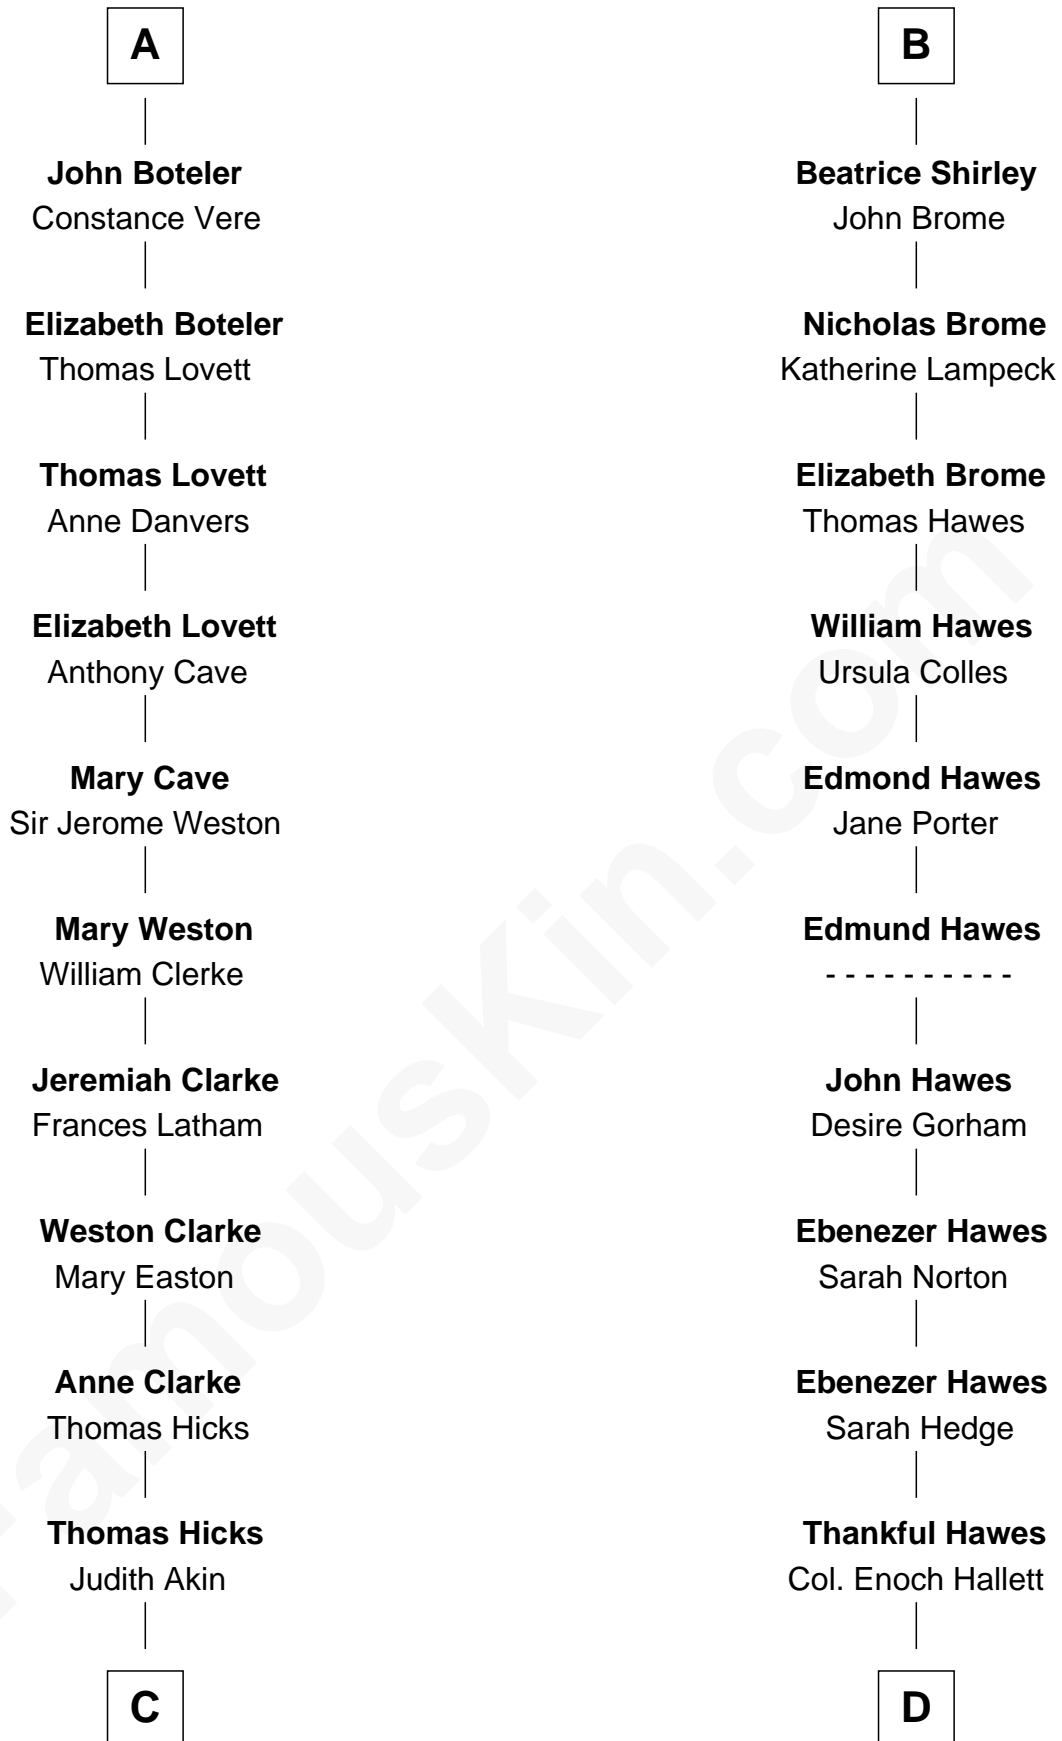 A
John Boteler
Constance Vere
Elizabeth Boteler
Thomas Lovett
Thomas Lovett
Anne Danvers
Elizabeth Lovett
Anthony Cave
Mary Cave
Sir Jerome Weston
Mary Weston
William Clerke
Jeremiah Clarke
Frances Latham
Weston Clarke
Mary Easton
Anne Clarke
Thomas Hicks
Thomas Hicks
Judith Akin
C
B
Beatrice Shirley
John Brome
Nicholas Brome
Katherine Lampeck
Elizabeth Brome
Thomas Hawes
William Hawes
Ursula Colles
Edmond Hawes
Jane Porter
Edmund Hawes
- - - - - - - - - -
John Hawes
Desire Gorham
Ebenezer Hawes
Sarah Norton
Ebenezer Hawes
Sarah Hedge
Thankful Hawes
Col. Enoch Hallett
D
FamousKin.com